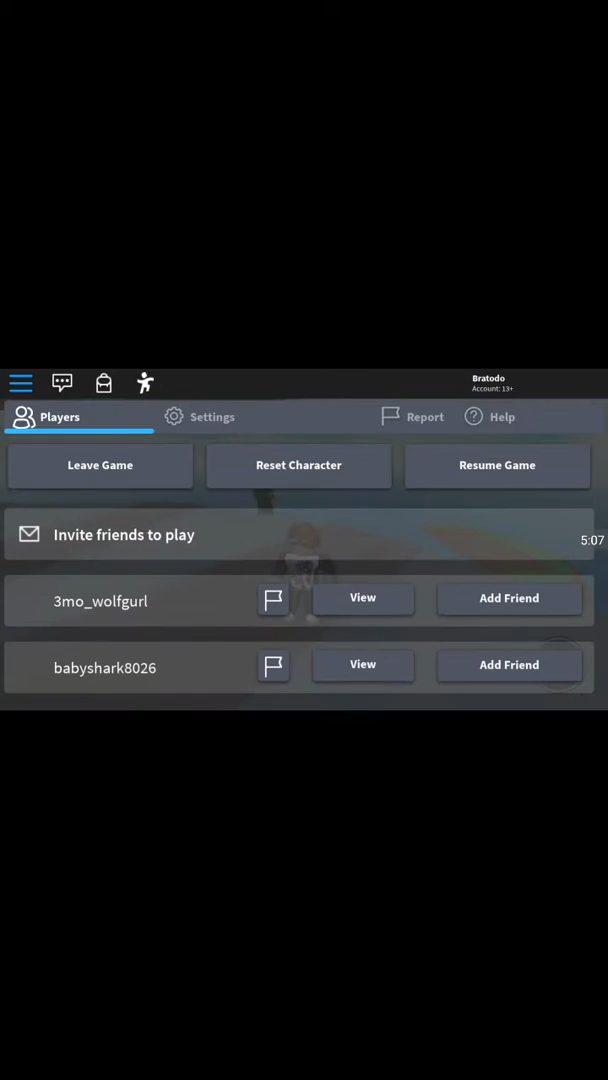 Bratodo
Account: 13+
Players
Settings
Report
Help
Leave Game
Reset Character
Resume Game
Invite friends to play
5:07
3mo_wolfgurl
View
Add Friend
babyshark8026
View
Add Friend